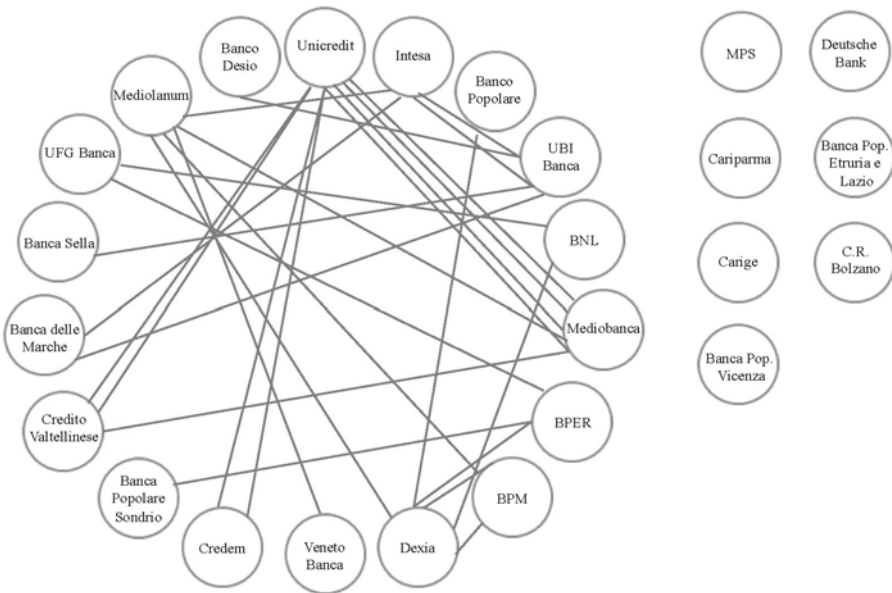 Unicredit
Intesa
Banco
Desio
Banco
Popolare
Mediolanum
UFG Banca
UBI
Banca
Banca Sella
BNL
Banca delle
Marche
Mediobanca
Credito
Valtellinese
BPER
Banca
Popolare
Sondrio
BPM
Credem
Veneto
Banca
Dexia
MPS
Deutsche
Bank
Cariparma
Banca Pop.
Etruria e
Lazio
Carige
C.R.
Bolzano
Banca Pop.
Vicenza